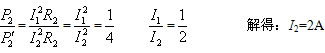 P₂/P₂′ = I₁²R₂/I₂²R₂ = I₁²/I₂² = 1/4  I₁/I₂ = 1/2  解得：I₂=2A